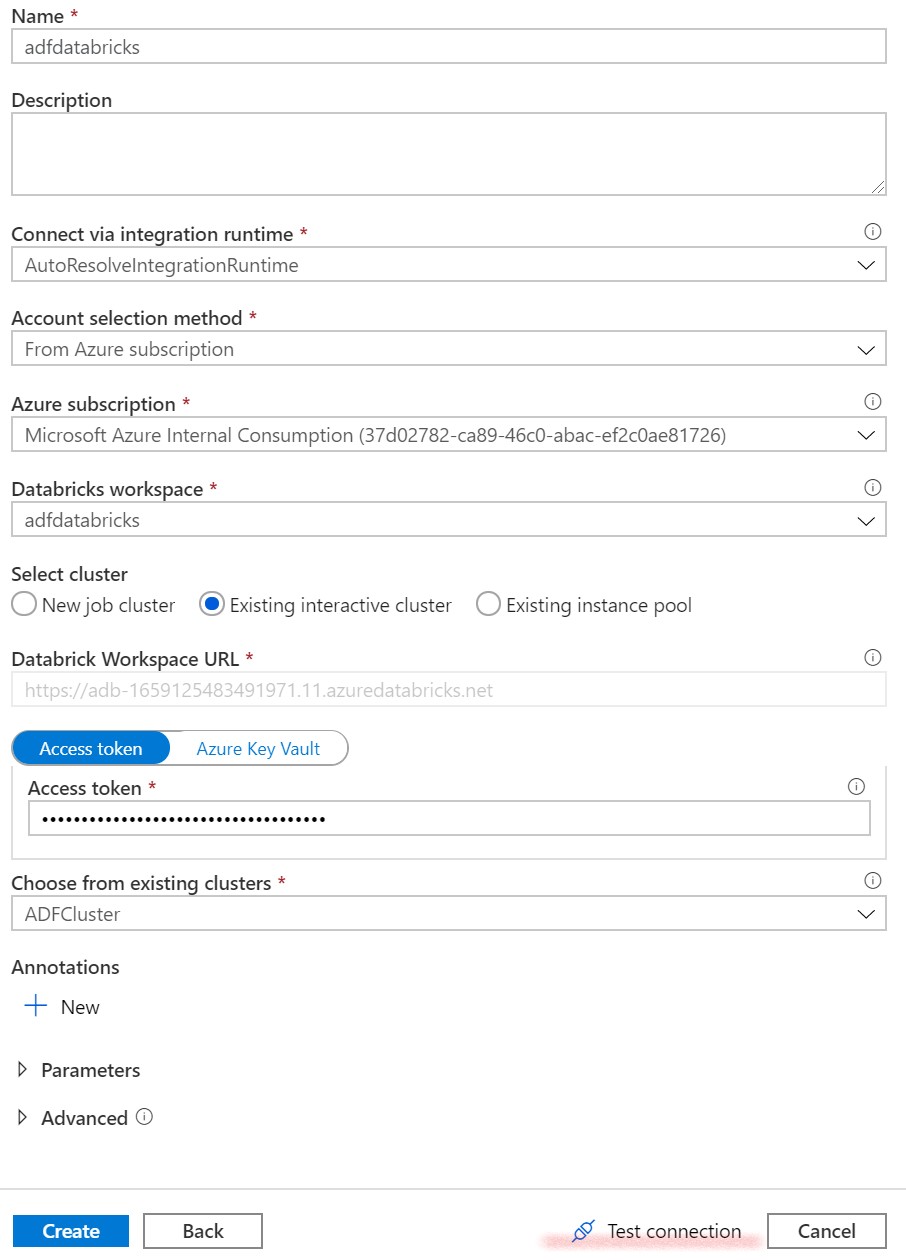 Name *
adfdatabricks
Description
Connect via integration runtime *
AutoResolveIntegrationRuntime
Account selection method *
From Azure subscription
Azure subscription *
Microsoft Azure Internal Consumption (37d02782-ca89-46c0-abac-ef2c0ae81726)
Databricks workspace *
adfdatabricks
Select cluster
New job cluster Existing interactive cluster Existing instance pool
Databrick Workspace URL *
https://adb-1659125483491971.11.azuredatabricks.net
Access token Azure Key Vault
Access token *
••••••••••••••••••••••••••••••••••••
Choose from existing clusters *
ADFCluster
Annotations
New
Parameters
Advanced
Create Back Test connection Cancel